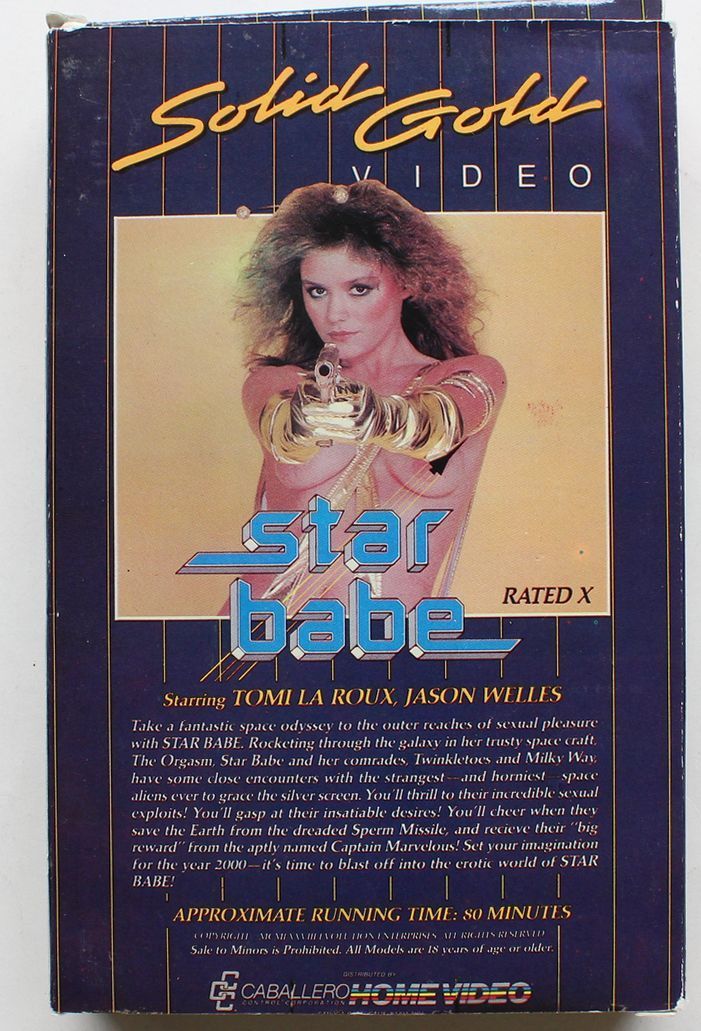 Solid Gold
VIDEO
star
babe
RATED X
Starring TOMI LA ROUX, JASON WELLES
Take a fantastic space odyssey to the outer reaches of sexual pleasure
with STAR BABE. Rocketing through the galaxy in her trusty space craft,
The Orgasm, Star Babe and her comrades, Twinkletoes and Milky Way,
have some close encounters with the strangest—and horniest—space
aliens ever to grace the silver screen. You'll thrill to their incredible sexual
exploits! You'll gasp at their insatiable desires! You'll cheer when they
save the Earth from the dreaded Sperm Missile, and recieve their "big
reward" from the aptly named Captain Marvelous! Set your imagination
for the year 2000—it's time to blast off into the erotic world of STAR
BABE!
APPROXIMATE RUNNING TIME: 80 MINUTES
COPYRIGHT ENTERPRISES ALL RIGHTS RESERVED
Sale to Minors is Prohibited. All Models are 18 years of age or older.
DISTRIBUTED BY
CABALLERO HOME VIDEO
CONTROL CORPORATION